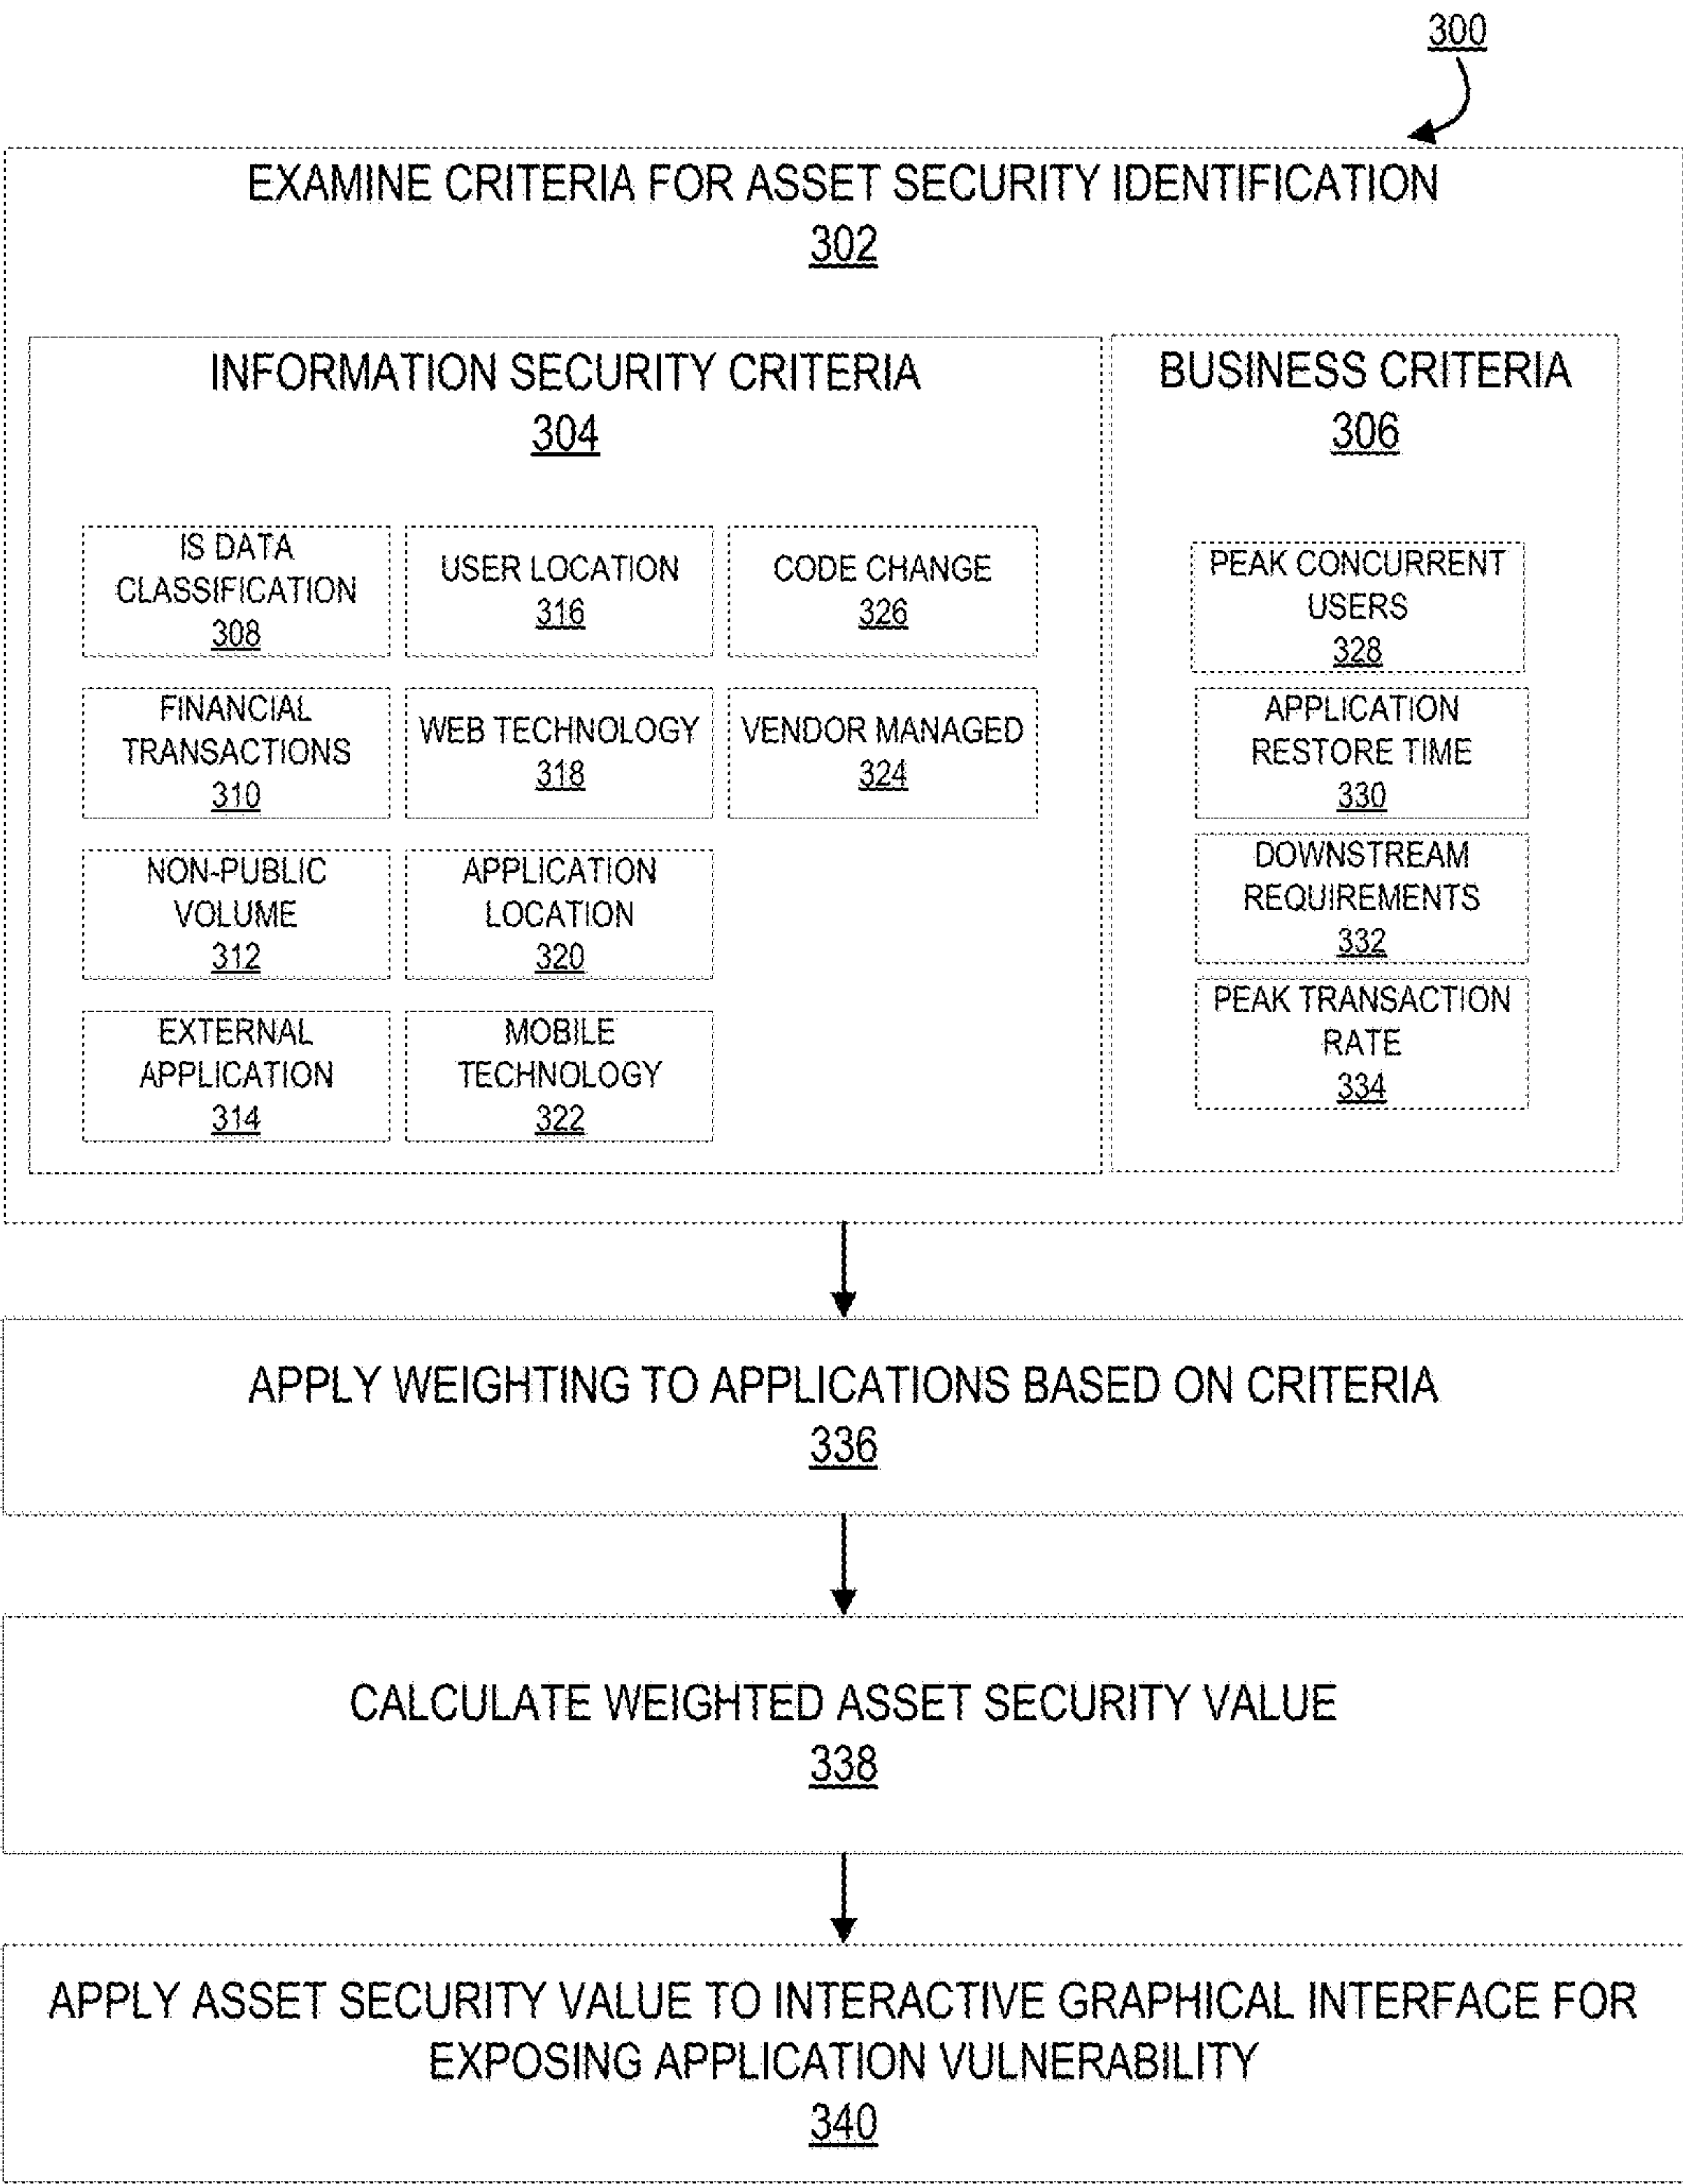 300
EXAMINE CRITERIA FOR ASSET SECURITY IDENTIFICATION
302
INFORMATION SECURITY CRITERIA
304
IS DATA
CLASSIFICATION
308
USER LOCATION
316
CODE CHANGE
326
FINANCIAL
TRANSACTIONS
310
WEB TECHNOLOGY
318
VENDOR MANAGED
324
NON-PUBLIC
VOLUME
312
APPLICATION
LOCATION
320
EXTERNAL
APPLICATION
314
MOBILE
TECHNOLOGY
322
BUSINESS CRITERIA
306
PEAK CONCURRENT
USERS
328
APPLICATION
RESTORE TIME
330
DOWNSTREAM
REQUIREMENTS
332
PEAK TRANSACTION
RATE
334
APPLY WEIGHTING TO APPLICATIONS BASED ON CRITERIA
336
CALCULATE WEIGHTED ASSET SECURITY VALUE
338
APPLY ASSET SECURITY VALUE TO INTERACTIVE GRAPHICAL INTERFACE FOR
EXPOSING APPLICATION VULNERABILITY
340